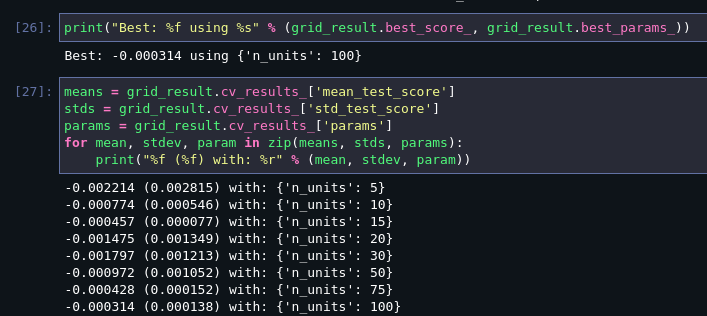 [26]: print("Best: %f using %s" % (grid_result.best_score_, grid_result.best_params_))
Best: -0.000314 using {'n_units': 100}
[27]: means = grid_result.cv_results_['mean_test_score']
stds = grid_result.cv_results_['std_test_score']
params = grid_result.cv_results_['params']
for mean, stdev, param in zip(means, stds, params):
    print("%f (%f) with: %r" % (mean, stdev, param))
-0.002214 (0.002815) with: {'n_units': 5}
-0.000774 (0.000546) with: {'n_units': 10}
-0.000457 (0.000077) with: {'n_units': 15}
-0.001475 (0.001349) with: {'n_units': 20}
-0.001797 (0.001213) with: {'n_units': 30}
-0.000972 (0.001052) with: {'n_units': 50}
-0.000428 (0.000152) with: {'n_units': 75}
-0.000314 (0.000138) with: {'n_units': 100}